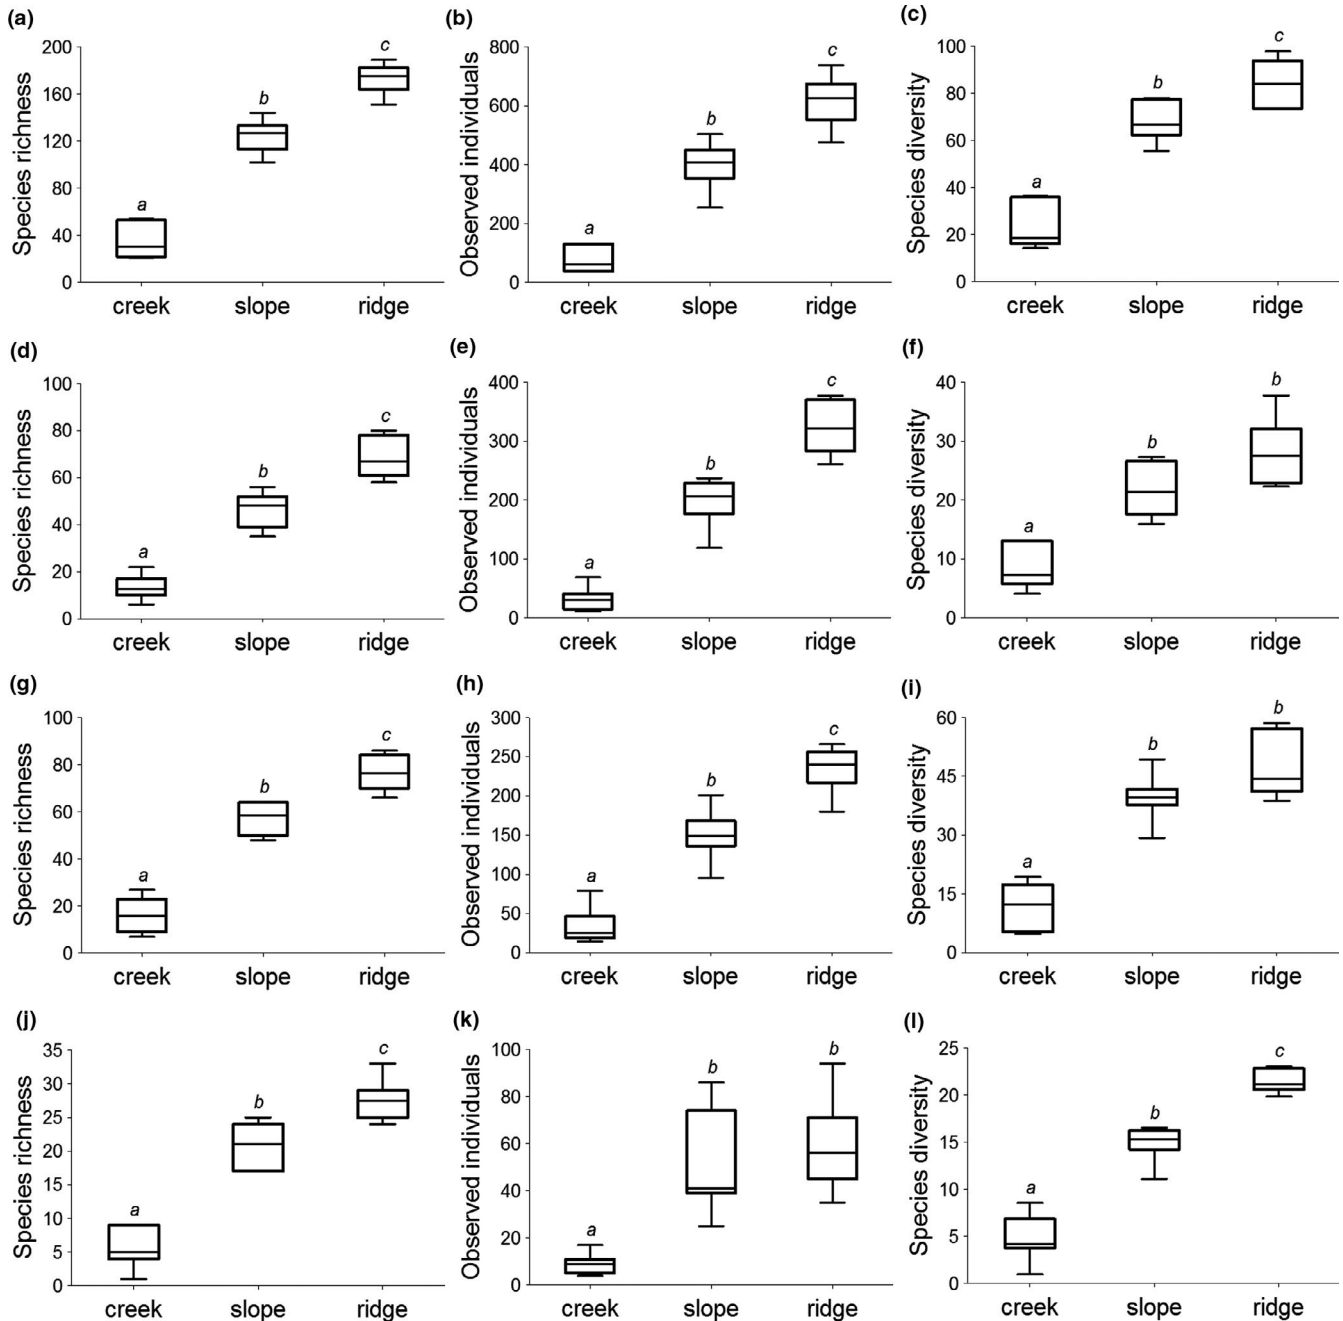 (a)
Species richness
200
160
120
80
40
0
a
b
c
creek slope ridge
(b)
Observed individuals
800
600
400
200
0
a
b
c
creek slope ridge
(c)
Species diversity
100
80
60
40
20
0
a
b
c
creek slope ridge
(d)
Species richness
100
80
60
40
20
0
a
b
c
creek slope ridge
(e)
Observed individuals
400
300
200
100
0
a
b
c
creek slope ridge
(f)
Species diversity
40
30
20
10
0
a
b
b
creek slope ridge
(g)
Species richness
100
80
60
40
20
0
a
b
c
creek slope ridge
(h)
Observed individuals
300
250
200
150
100
50
0
a
b
c
creek slope ridge
(i)
Species diversity
60
45
30
15
0
a
b
b
creek slope ridge
(j)
Species richness
35
30
25
20
15
10
5
0
a
b
c
creek slope ridge
(k)
Observed individuals
100
80
60
40
20
0
a
b
b
creek slope ridge
(l)
Species diversity
25
20
15
10
5
0
a
b
c
creek slope ridge